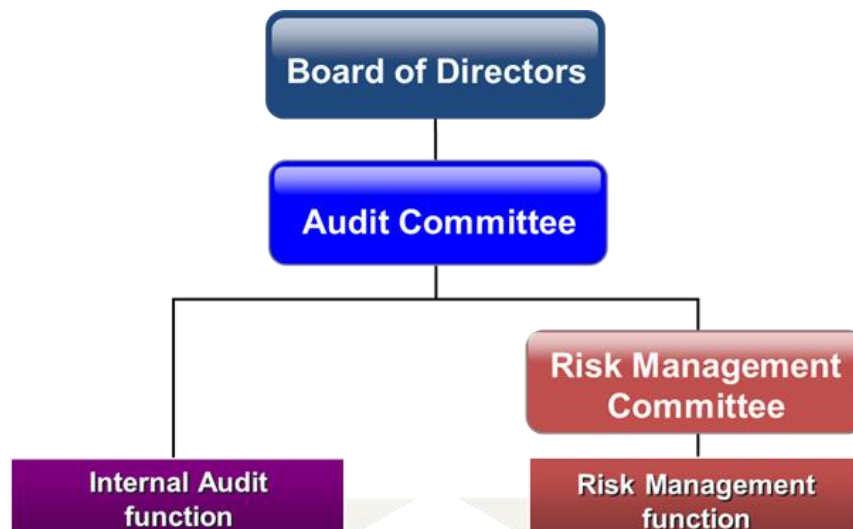 Board of Directors
Audit Committee
Risk Management
Committee
Internal Audit
function
Risk Management
function